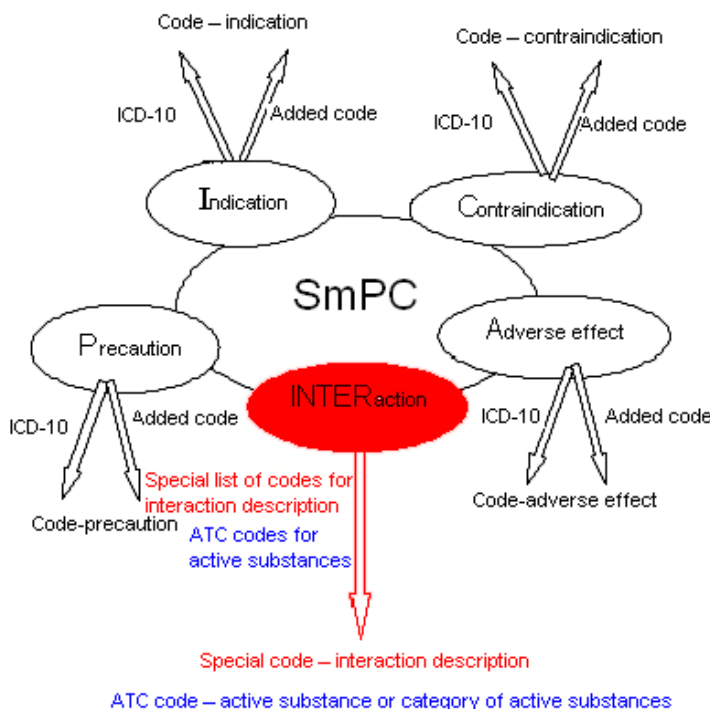 Code – indication
Code – contraindication
ICD-10
Added code
ICD-10
Added code
Indication
Contraindication
SmPC
Precaution
Adverse effect
INTERaction
ICD-10
Added code
ICD-10
Added code
Special list of codes for
interaction description
Code-precaution
Code-adverse effect
ATC codes for
active substances
Special code – interaction description
ATC code – active substance or category of active substances